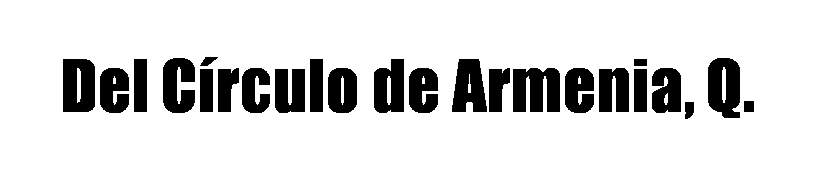 Del Círculo de Armenia, Q.